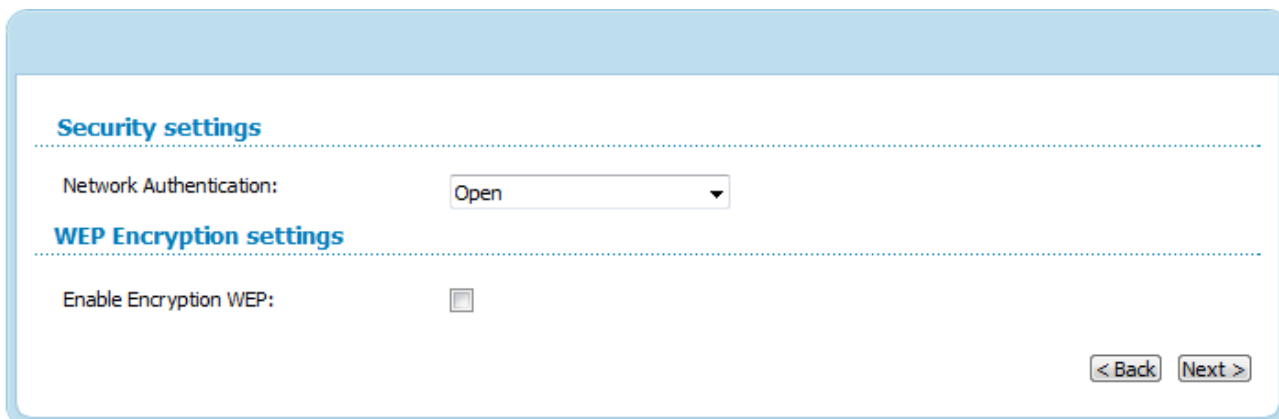 Security settings
Network Authentication: Open
WEP Encryption settings
Enable Encryption WEP:
< Back Next >